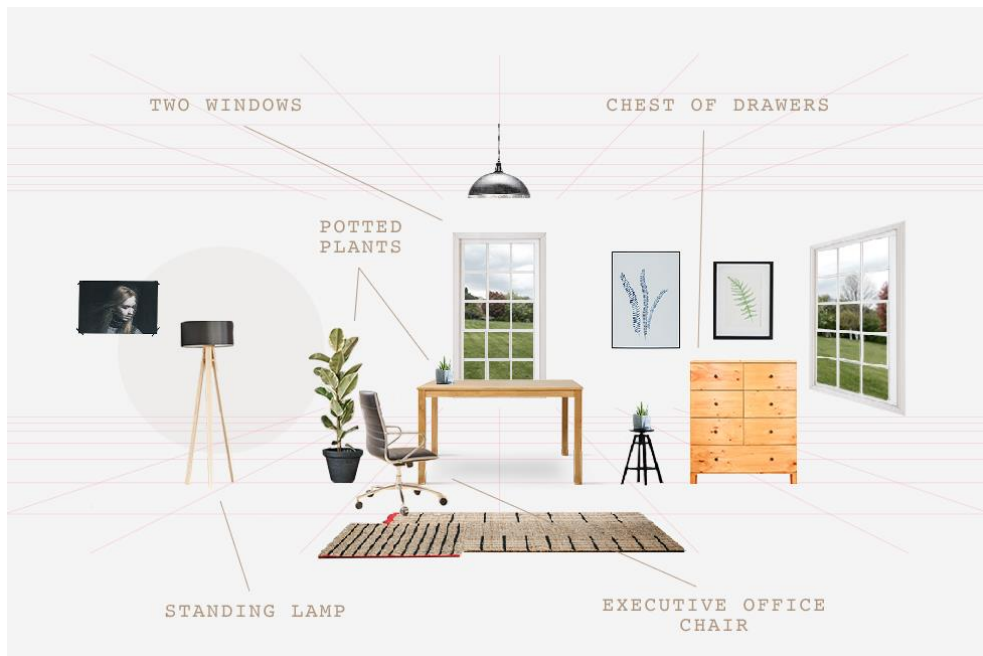 TWO WINDOWS
CHEST OF DRAWERS
POTTED
PLANTS
STANDING LAMP
EXECUTIVE OFFICE
CHAIR